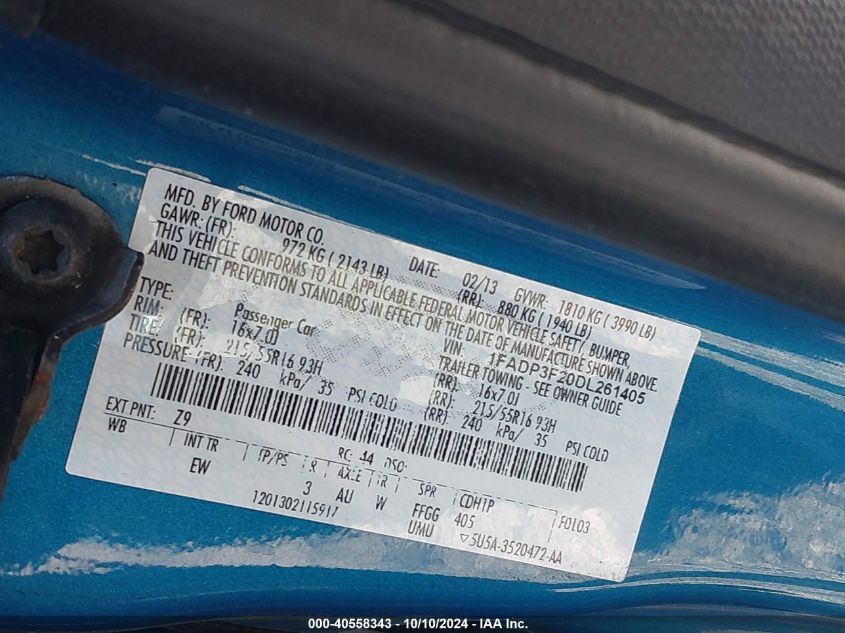 MFD. BY FORD MOTOR CO.
DATE: 02/13 GVWR: 1810 KG ( 3990 LB)
GAWR: (FR): 972 KG ( 2143 LB) (RR): 880 KG ( 1940 LB)
THIS VEHICLE CONFORMS TO ALL APPLICABLE FEDERAL MOTOR VEHICLE SAFETY/ BUMPER
AND THEFT PREVENTION STANDARDS IN EFFECT ON THE DATE OF MANUFACTURE SHOWN ABOVE
VIN: 1FADP3F20DL261405
TYPE: Passenger Car TRAILER TOWING - SEE OWNER GUIDE
RIM: (FR): 16x7.0J (RR): 16x7.0J
TIRE: (FR): 215/55R16 93H (RR): 215/55R16 93H
PRESSURE: (FR): 240 kPa/ 35 PSI COLD (RR): 240 kPa/ 35 PSI COLD
EXT PNT: Z9 RC: 44 DSO:
WB INT TR TP/PS R AXLE TR SPR CDHTP F0103
EW 3 AU W FFGG 405
UMU
1201302115917 ▽5U5A-3520472-AA
000-40558343 - 10/10/2024 - IAA Inc.